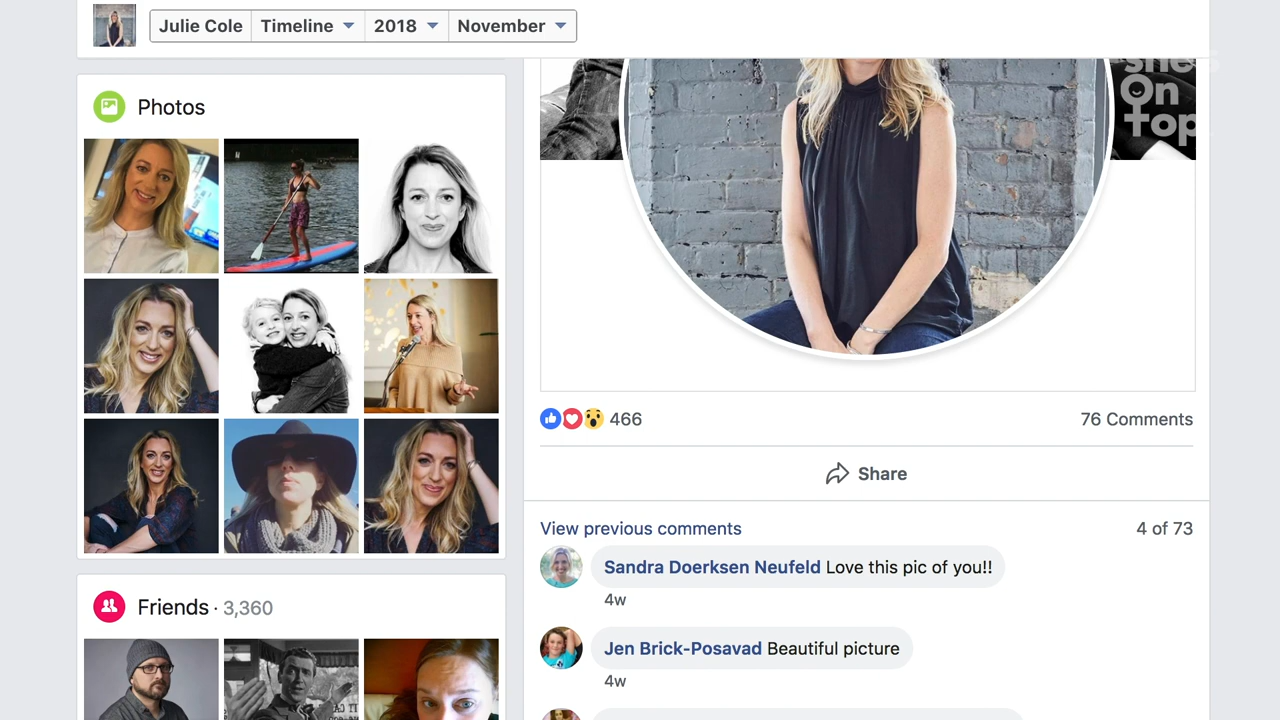 Julie Cole
Timeline
2018
November
she's
On
Top
Photos
466
76 Comments
Share
View previous comments
4 of 73
Sandra Doerksen Neufeld Love this pic of you!!
4w
Jen Brick-Posavad Beautiful picture
4w
Friends · 3,360